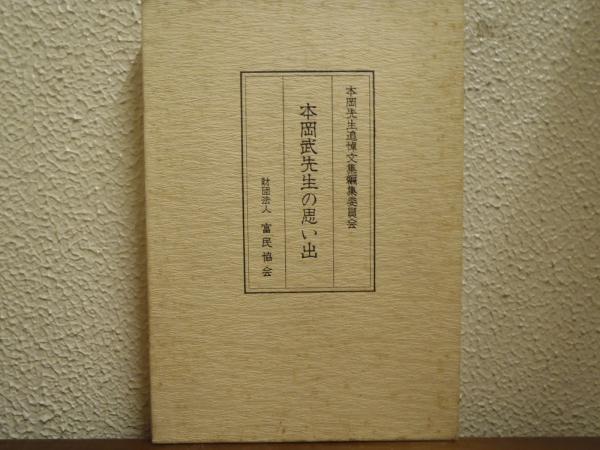 本岡先生追悼文集編集委員会
本岡武先生の思い出
財団法人 富民協会